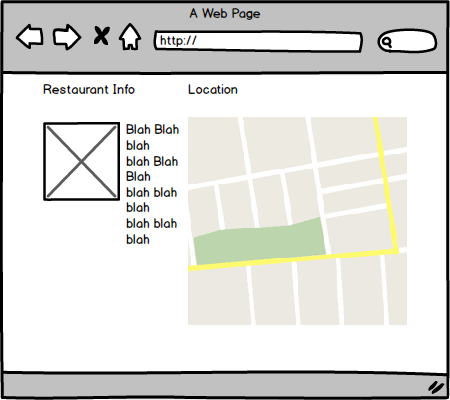 A Web Page
http://
Restaurant Info
Location
Blah Blah
blah
blah Blah
Blah
blah blah
blah
blah blah
blah